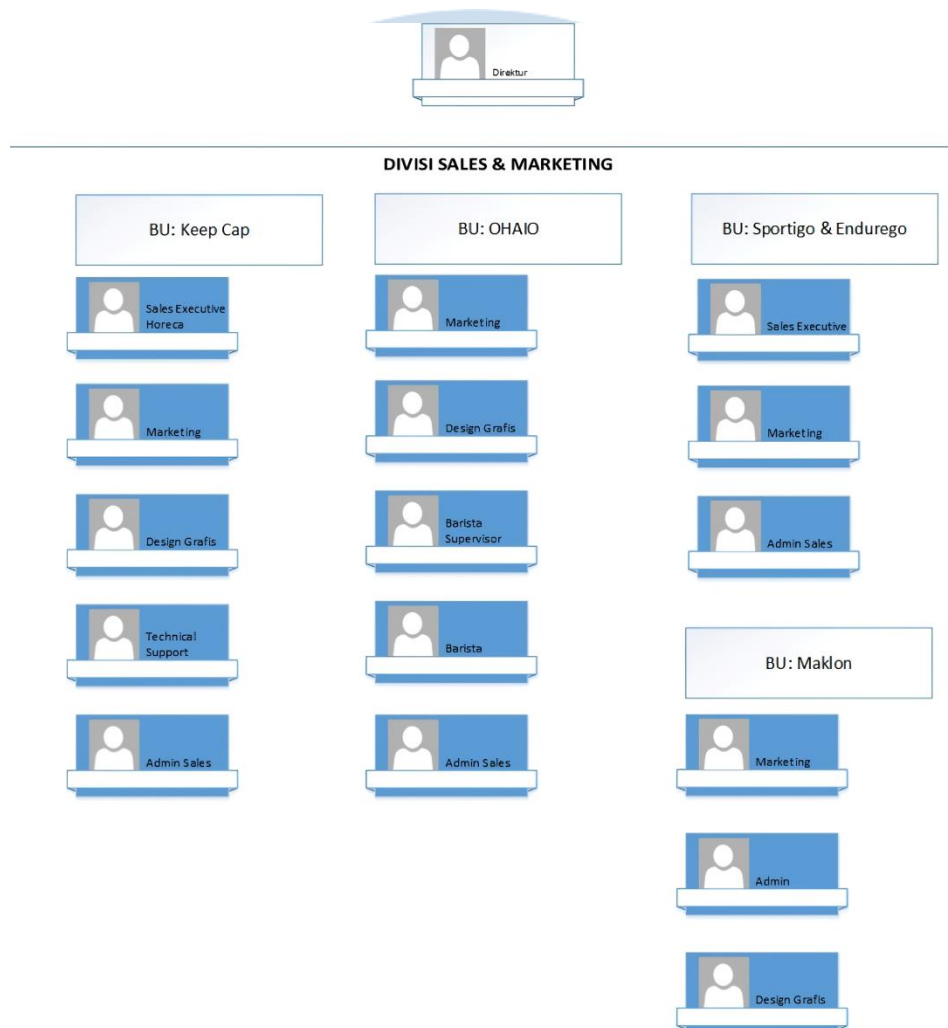 Direktur
DIVISI SALES & MARKETING
BU: Keep Cap
Sales Executive
Horeca
Marketing
Design Grafis
Technical
Support
Admin Sales
BU: OHAIO
Marketing
Design Grafis
Barista
Supervisor
Barista
Admin Sales
BU: Sportigo & Endurego
Sales Executive
Marketing
Admin Sales
BU: Maklon
Marketing
Admin
Design Grafis